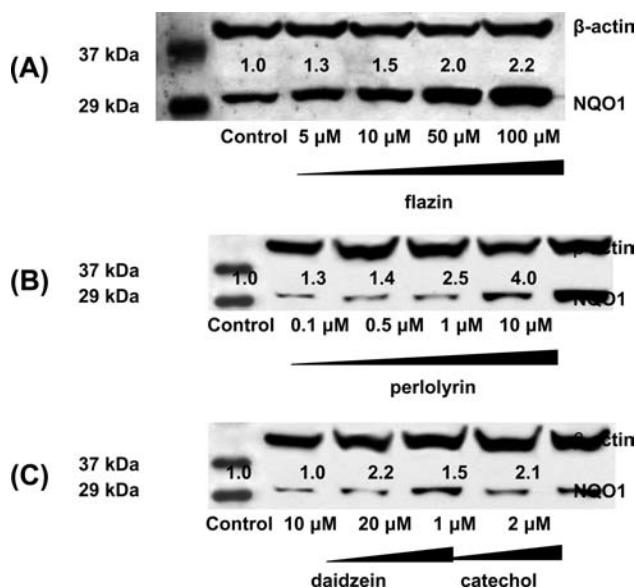 (A)
β-actin
37 kDa
1.0 1.3 1.5 2.0 2.2
29 kDa
NQO1
Control 5 μM 10 μM 50 μM 100 μM
flazin
(B)
β-actin
37 kDa
1.0 1.3 1.4 2.5 4.0
29 kDa
NQO1
Control 0.1 μM 0.5 μM 1 μM 10 μM
perlolyrin
(C)
β-actin
37 kDa
1.0 1.0 2.2 1.5 2.1
29 kDa
NQO1
Control 10 μM 20 μM 1 μM 2 μM
daidzein catechol